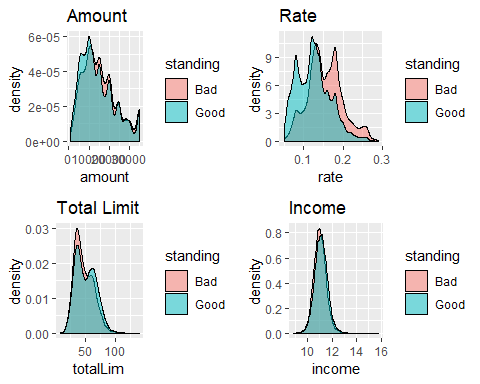 Amount
6e-05
4e-05
2e-05
0e+00
density
amount
standing
Bad
Good
Rate
9
6
3
0
density
0.1 0.2 0.3
rate
standing
Bad
Good
Total Limit
0.03
0.02
0.01
0.00
density
50 100
totalLim
standing
Bad
Good
Income
0.8
0.6
0.4
0.2
0.0
density
10 12 14 16
income
standing
Bad
Good